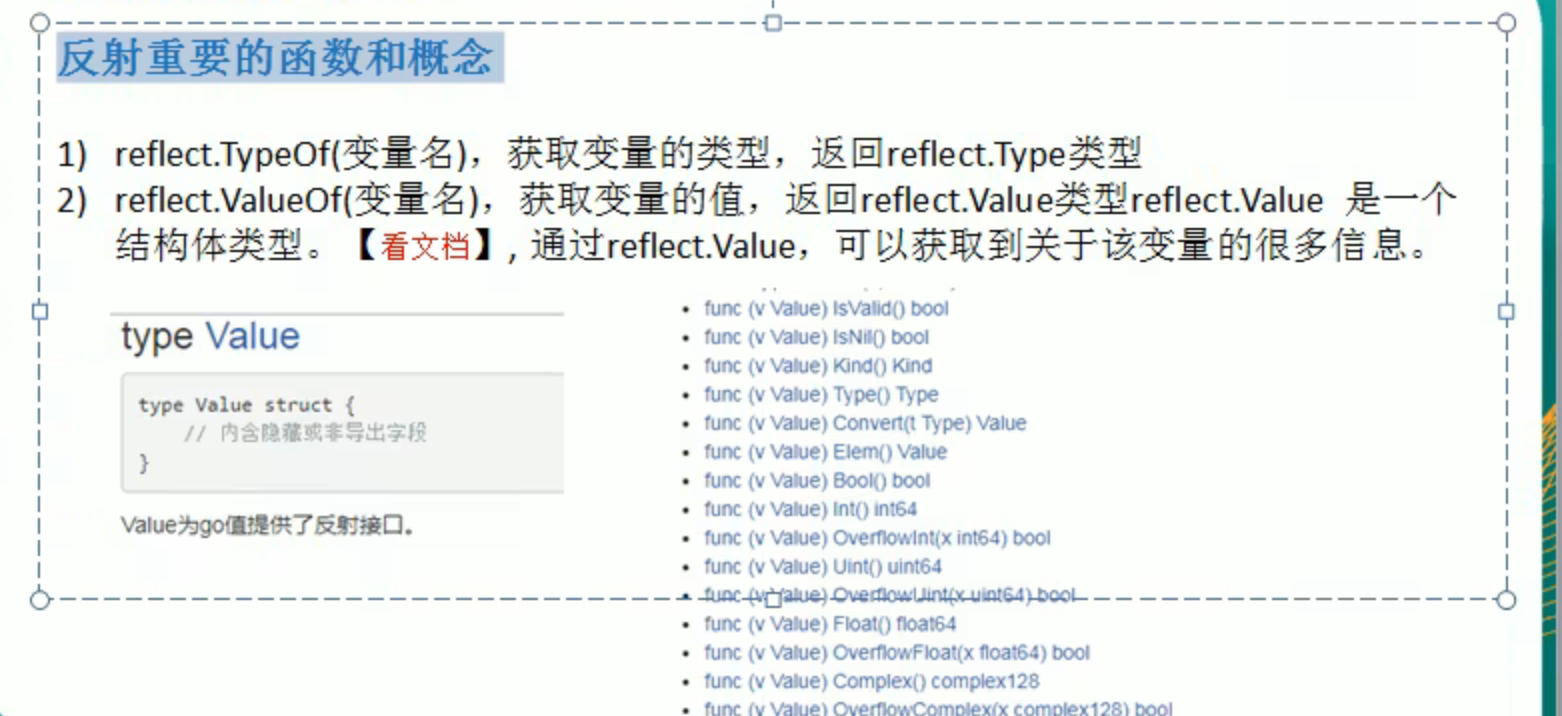 反射重要的函数和概念
1) reflect.TypeOf(变量名)，获取变量的类型，返回reflect.Type类型
2) reflect.ValueOf(变量名)，获取变量的值，返回reflect.Value类型reflect.Value 是一个
结构体类型。【看文档】, 通过reflect.Value，可以获取到关于该变量的很多信息。
type Value
type Value struct {
// 内含隐藏或非导出字段
}
Value为go值提供了反射接口。
• func (v Value) IsValid() bool
• func (v Value) IsNil() bool
• func (v Value) Kind() Kind
• func (v Value) Type() Type
• func (v Value) Convert(t Type) Value
• func (v Value) Elem() Value
• func (v Value) Bool() bool
• func (v Value) Int() int64
• func (v Value) OverflowInt(x int64) bool
• func (v Value) Uint() uint64
• func (v Value) OverflowUint(x uint64) bool
• func (v Value) Float() float64
• func (v Value) OverflowFloat(x float64) bool
• func (v Value) Complex() complex128
• func (v Value) OverflowComplex(x complex128) bool